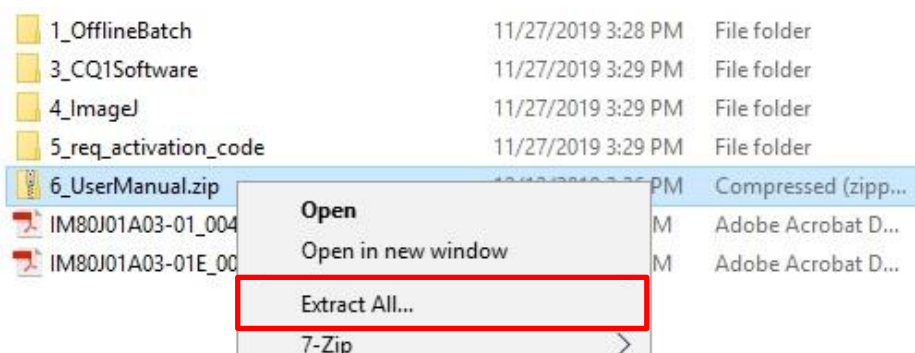 1_OfflineBatch 11/27/2019 3:28 PM File folder
3_CQ1Software 11/27/2019 3:29 PM File folder
4_ImageJ 11/27/2019 3:29 PM File folder
5_req_activation_code 11/27/2019 3:29 PM File folder
6_UserManual.zip PM Compressed (zipp...
Open
IM80J01A03-01_004 M Adobe Acrobat D...
Open in new window
IM80J01A03-01E_00 M Adobe Acrobat D...
Extract All...
7-Zip